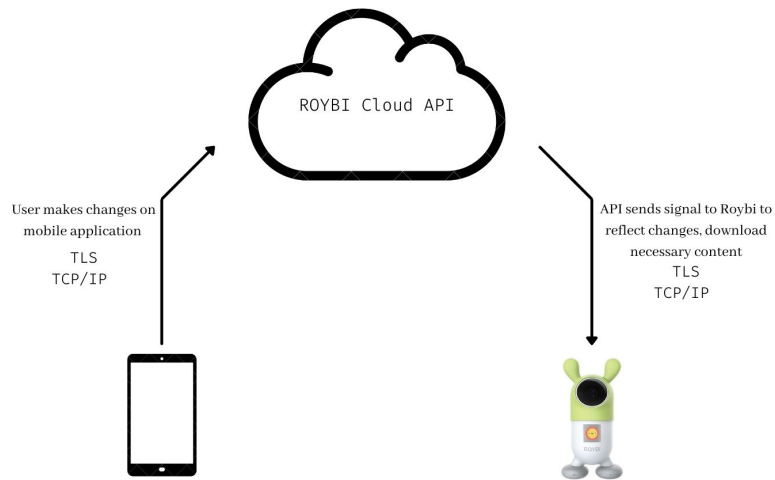 ROYBI Cloud API
User makes changes on
mobile application
TLS
TCP/IP
API sends signal to Roybi to
reflect changes, download
necessary content
TLS
TCP/IP
ROYBI